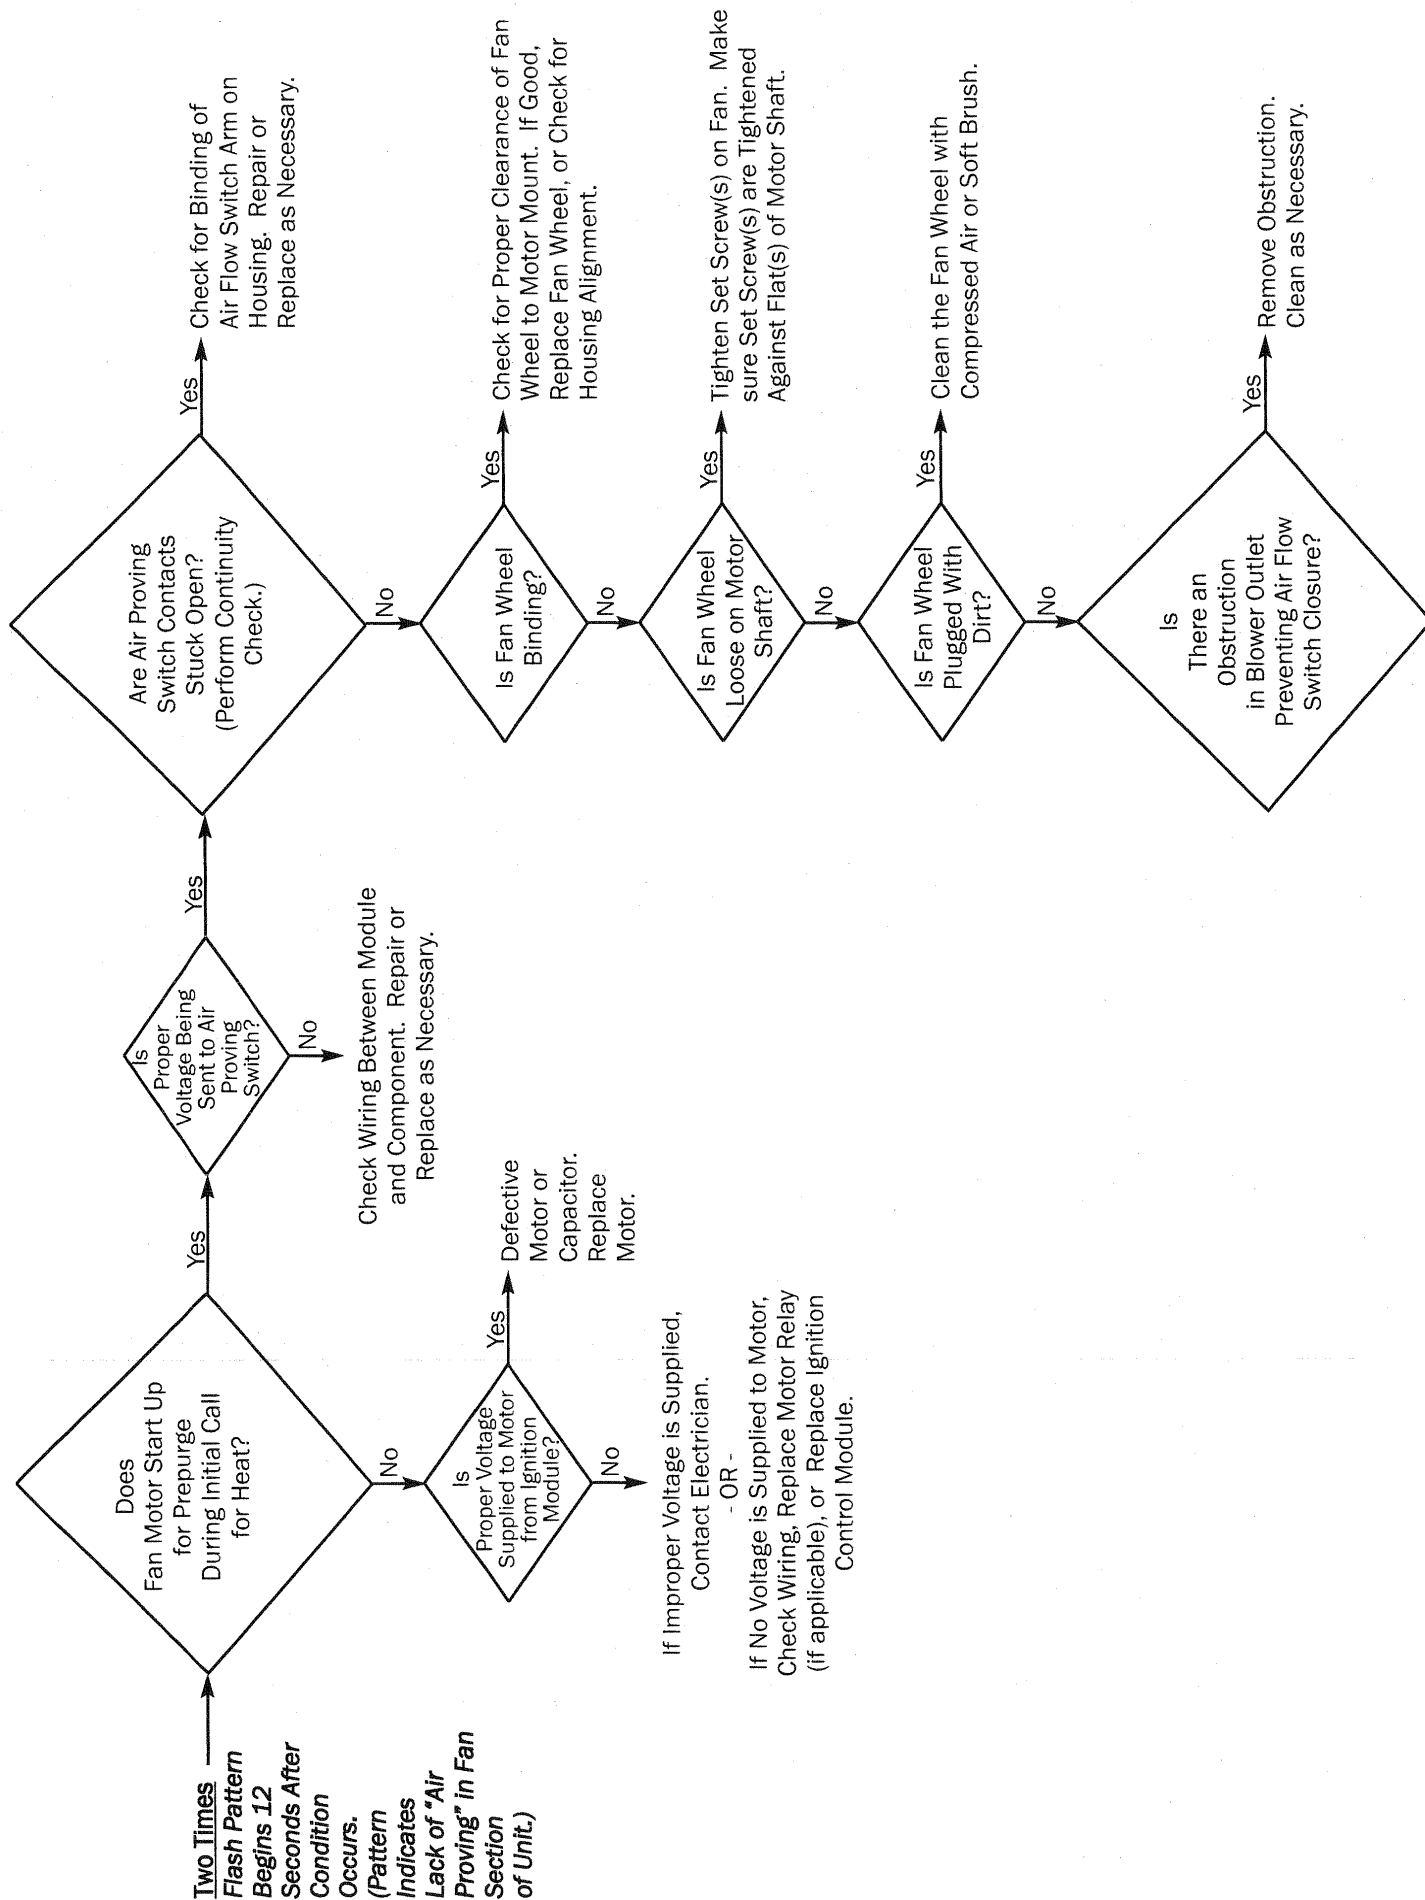 Two Times
Flash Pattern
Begins 12
Seconds After
Condition
Occurs.
(Pattern
Indicates
Lack of "Air
Proving" in Fan
Section
of Unit.)
Does
Fan Motor Start Up
for Prepurge
During Initial Call
for Heat?
Yes
No
Is
Proper Voltage
Supplied to Motor
from Ignition
Module?
Yes
Defective
Motor or
Capacitor.
Replace
Motor.
No
If Improper Voltage is Supplied,
Contact Electrician.
- OR -
If No Voltage is Supplied to Motor,
Check Wiring, Replace Motor Relay
(if applicable), or Replace Ignition
Control Module.
Is
Proper
Voltage Being
Sent to Air
Proving
Switch?
Yes
No
Check Wiring Between Module
and Component. Repair or
Replace as Necessary.
Are Air Proving
Switch Contacts
Stuck Open?
(Perform Continuity
Check.)
Yes
Check for Binding of
Air Flow Switch Arm on
Housing. Repair or
Replace as Necessary.
No
Is Fan Wheel
Binding?
Yes
Check for Proper Clearance of Fan
Wheel to Motor Mount. If Good,
Replace Fan Wheel, or Check for
Housing Alignment.
No
Is Fan Wheel
Loose on Motor
Shaft?
Yes
Tighten Set Screw(s) on Fan. Make
sure Set Screw(s) are Tightened
Against Flat(s) of Motor Shaft.
No
Is Fan Wheel
Plugged With
Dirt?
Yes
Clean the Fan Wheel with
Compressed Air or Soft Brush.
No
Is
There an
Obstruction
in Blower Outlet
Preventing Air Flow
Switch Closure?
Yes
Remove Obstruction.
Clean as Necessary.